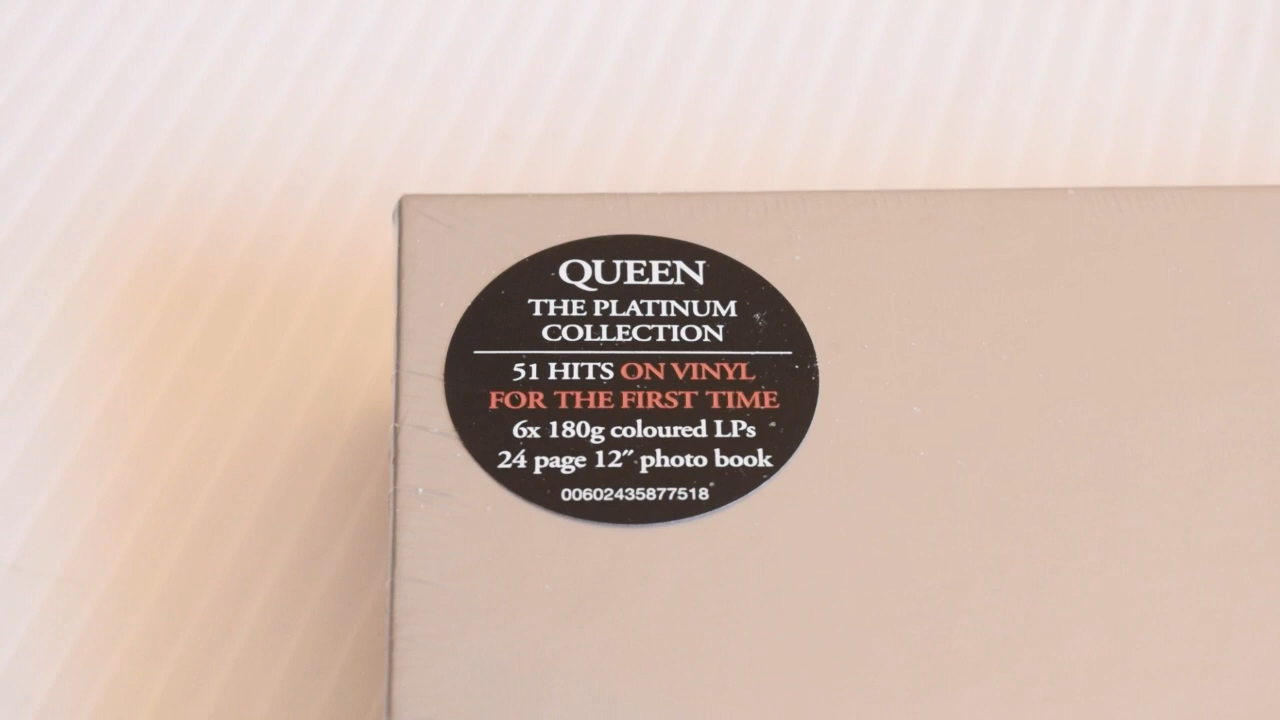 QUEEN
THE PLATINUM
COLLECTION
51 HITS ON VINYL
FOR THE FIRST TIME
6x 180g coloured LPs
24 page 12″ photo book
00602435877518